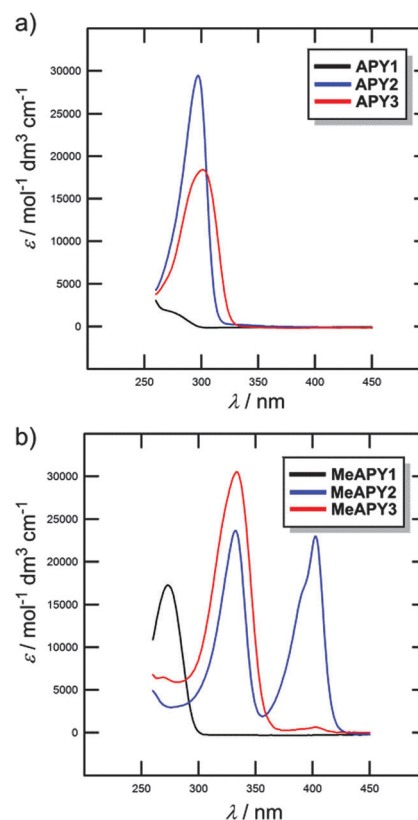 a)
APY1
APY2
APY3
30000
25000
20000
15000
10000
5000
0
ε / mol⁻¹ dm³ cm⁻¹
250 300 350 400 450
λ / nm
b)
MeAPY1
MeAPY2
MeAPY3
30000
25000
20000
15000
10000
5000
0
ε / mol⁻¹ dm³ cm⁻¹
250 300 350 400 450
λ / nm